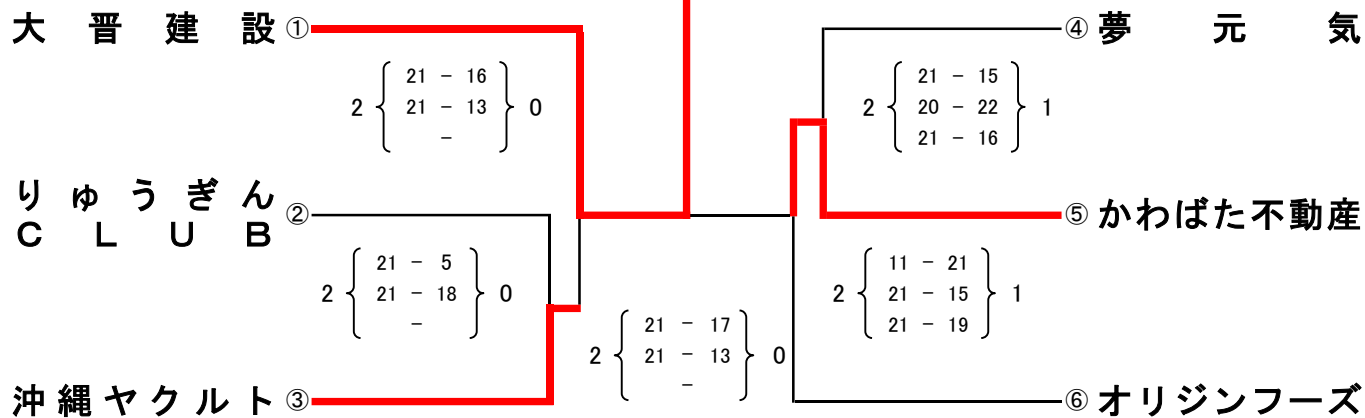 大晋建設 ①
④ 夢元気
2 { 21 - 16 } 0
21 - 13
-
2 { 21 - 15 } 1
20 - 22
21 - 16
りゅうぎん
CLUB ②
⑤ かわばた不動産
2 { 21 - 5 } 0
21 - 18
-
2 { 11 - 21 } 1
21 - 15
21 - 19
2 { 21 - 17 } 0
21 - 13
-
沖縄ヤクルト ③
⑥ オリジンフーズ